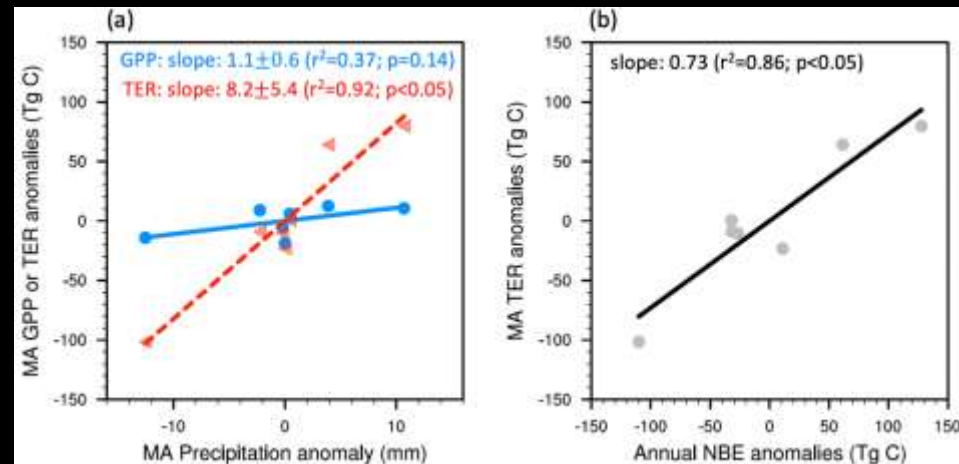 (a)
GPP: slope: 1.1±0.6 (r²=0.37; p=0.14)
TER: slope: 8.2±5.4 (r²=0.92; p<0.05)
MA GPP or TER anomalies (Tg C)
150
100
50
0
-50
-100
-150
-10
0
10
MA Precipitation anomaly (mm)
(b)
slope: 0.73 (r²=0.86; p<0.05)
MA TER anomalies (Tg C)
150
100
50
0
-50
-100
-150
-150
-100
-50
0
50
100
150
Annual NBE anomalies (Tg C)